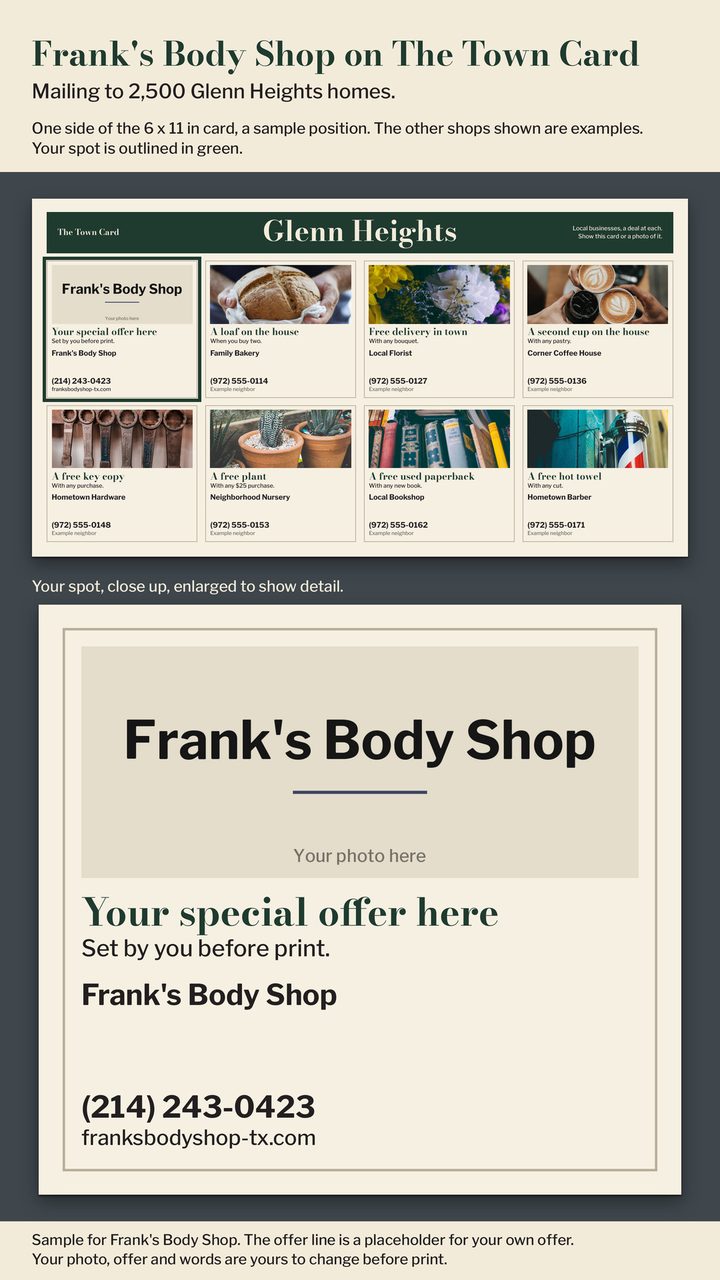 Frank's Body Shop on The Town Card
Mailing to 2,500 Glenn Heights homes.
One side of the 6 x 11 in card, a sample position. The other shops shown are examples.
Your spot is outlined in green.
The Town Card
Glenn Heights
Local businesses, a deal at each.
Show this card or a photo of it.
Frank's Body Shop
Your photo here
Your special offer here
Set by you before print.
Frank's Body Shop
(214) 243-0423
franksbodyshop-tx.com
A loaf on the house
When you buy two.
Family Bakery
(972) 555-0114
Example neighbor
Free delivery in town
With any bouquet.
Local Florist
(972) 555-0127
Example neighbor
A second cup on the house
With any pastry.
Corner Coffee House
(972) 555-0136
Example neighbor
A free key copy
With any purchase.
Hometown Hardware
(972) 555-0148
Example neighbor
A free plant
With any $25 purchase.
Neighborhood Nursery
(972) 555-0153
Example neighbor
A free used paperback
With any new book.
Local Bookshop
(972) 555-0162
Example neighbor
A free hot towel
With any cut.
Hometown Barber
(972) 555-0171
Example neighbor
Your spot, close up, enlarged to show detail.
Frank's Body Shop
Your photo here
Your special offer here
Set by you before print.
Frank's Body Shop
(214) 243-0423
franksbodyshop-tx.com
Sample for Frank's Body Shop. The offer line is a placeholder for your own offer.
Your photo, offer and words are yours to change before print.